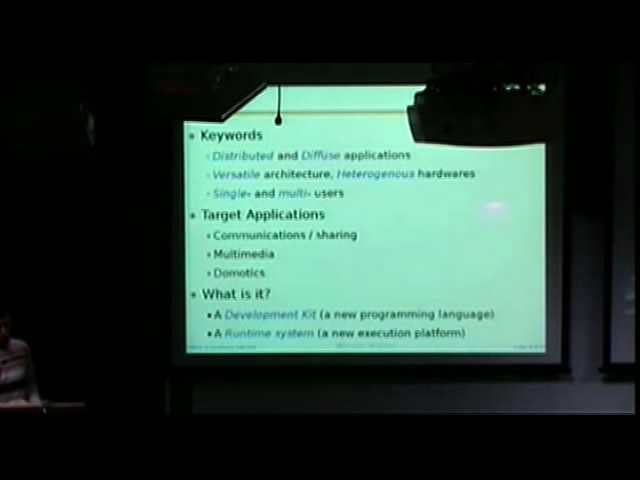 Keywords
Distributed and Diffuse applications
Versatile architecture, Heterogenous hardwares
Single- and multi- users
Target Applications
Communications / sharing
Multimedia
Domotics
What is it?
A Development Kit (a new programming language)
A Runtime system (a new execution platform)